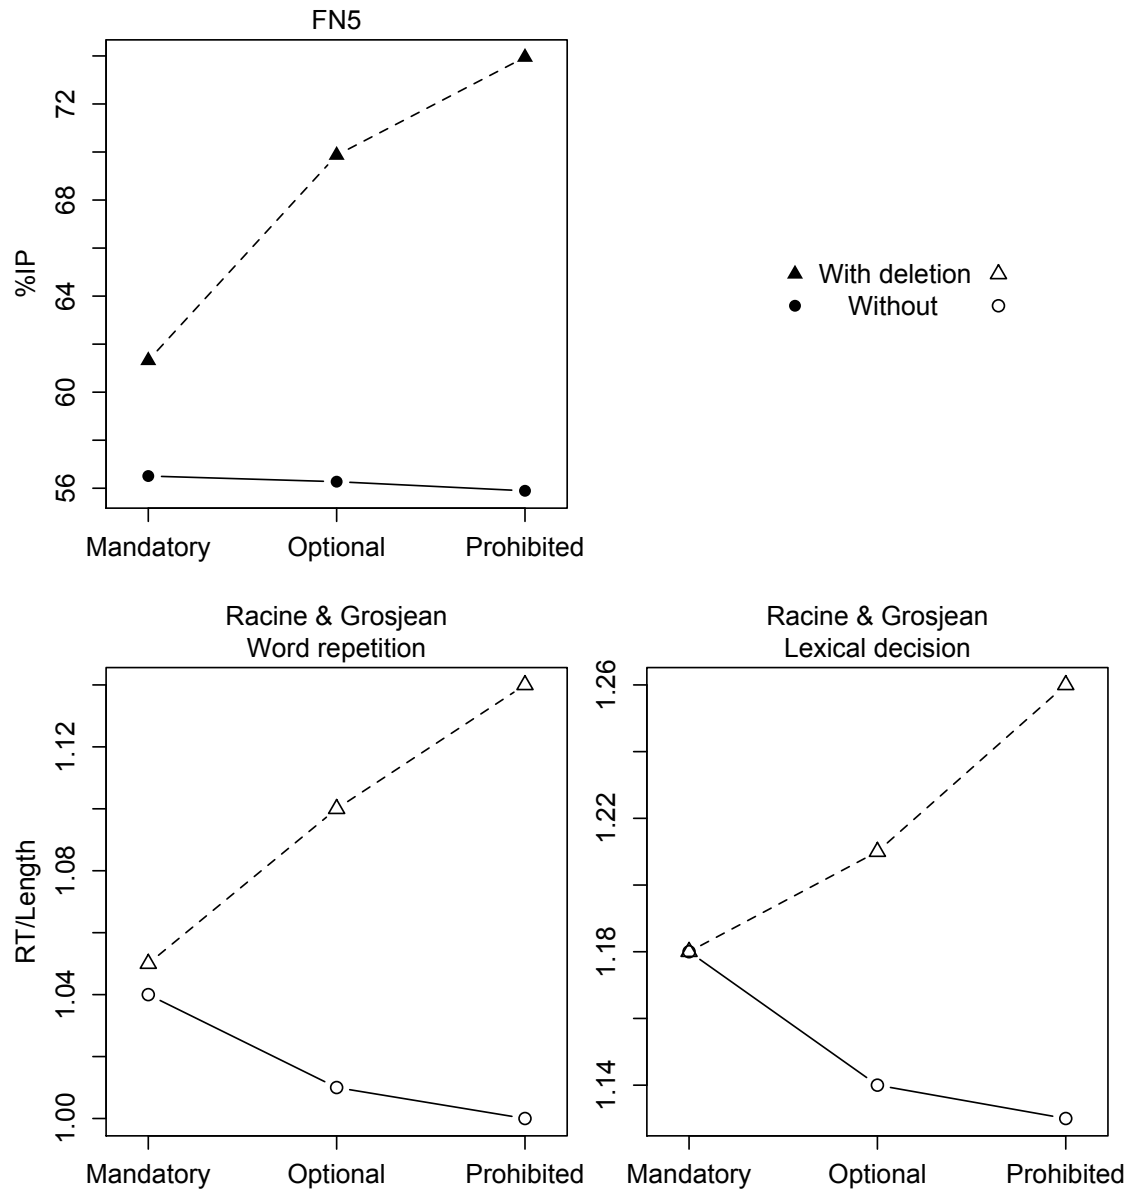 FN5
%IP
72
68
64
60
56
Mandatory Optional Prohibited
With deletion
Without
Racine & Grosjean
Word repetition
RT/Length
1.12
1.08
1.04
1.00
Mandatory Optional Prohibited
Racine & Grosjean
Lexical decision
1.26
1.22
1.18
1.14
Mandatory Optional Prohibited